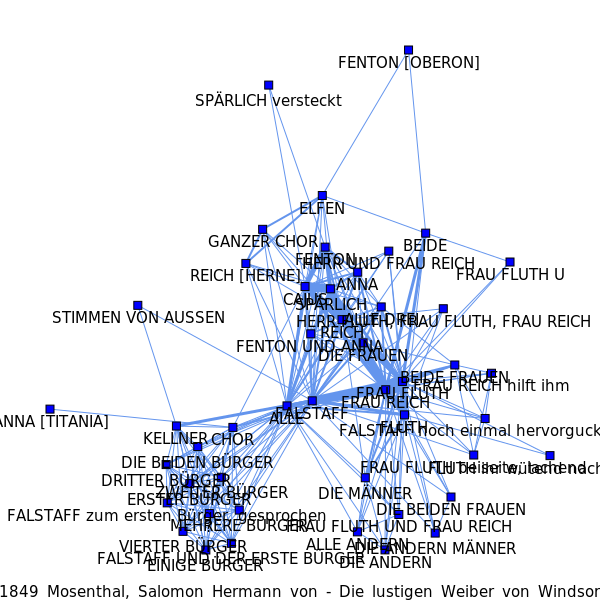 FENTON [OBERON]
SPÄRLICH versteckt
ELFEN
GANZER CHOR
BEIDE
FENTON
HERR UND FRAU REICH
REICH [HERNE]
FRAU FLUTH U
ANNA
CAJUS
SPÄRLICH
STIMMEN VON AUSSEN
ALLE DREI
HERR FLUTH, FRAU FLUTH, FRAU REICH
REICH
FENTON UND ANNA
DIE FRAUEN
BEIDE FRAUEN
FRAU REICH hilft ihm
FRAU FLUTH
FRAU REICH
FALSTAFF
ALLE
ANNA [TITANIA]
FLUTH
FALSTAFF noch einmal hervorguck
KELLNER
CHOR
DIE BEIDEN BÜRGER
FRAU FLUTH
DRITTER BÜRGER
ZWEITER BÜRGER
DIE MÄNNER
ERSTER BÜRGER
DIE BEIDEN FRAUEN
FALSTAFF zum ersten Bürger, gesprochen
MEHRERE BÜRGER
FRAU FLUTH UND FRAU REICH
VIERTER BÜRGER
ALLE ANDERN
DIE ANDERN MÄNNER
FALSTAFF UND DER ERSTE BÜRGER
DIE ANDERN
EINIGE BÜRGER
1849 Mosenthal, Salomon Hermann von - Die lustigen Weiber von Windsor